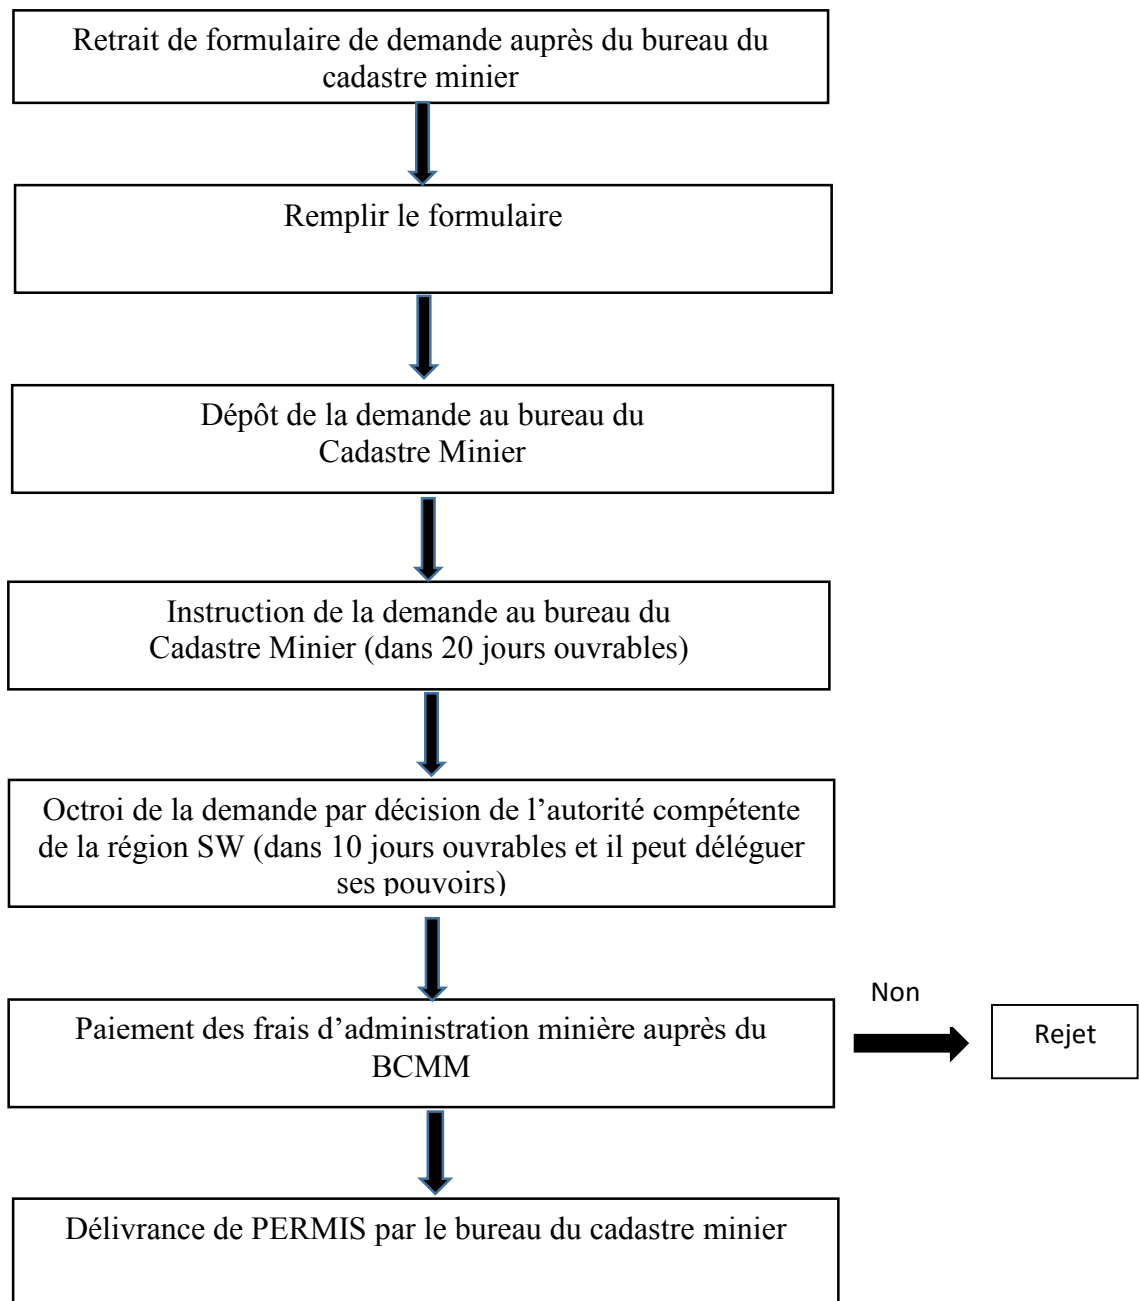 Retrait de formulaire de demande auprès du bureau du
cadastre minier
Remplir le formulaire
Dépôt de la demande au bureau du
Cadastre Minier
Instruction de la demande au bureau du
Cadastre Minier (dans 20 jours ouvrables)
Octroi de la demande par décision de l’autorité compétente
de la région SW (dans 10 jours ouvrables et il peut déléguer
ses pouvoirs)
Paiement des frais d’administration minière auprès du
BCMM
Non
Rejet
Délivrance de PERMIS par le bureau du cadastre minier